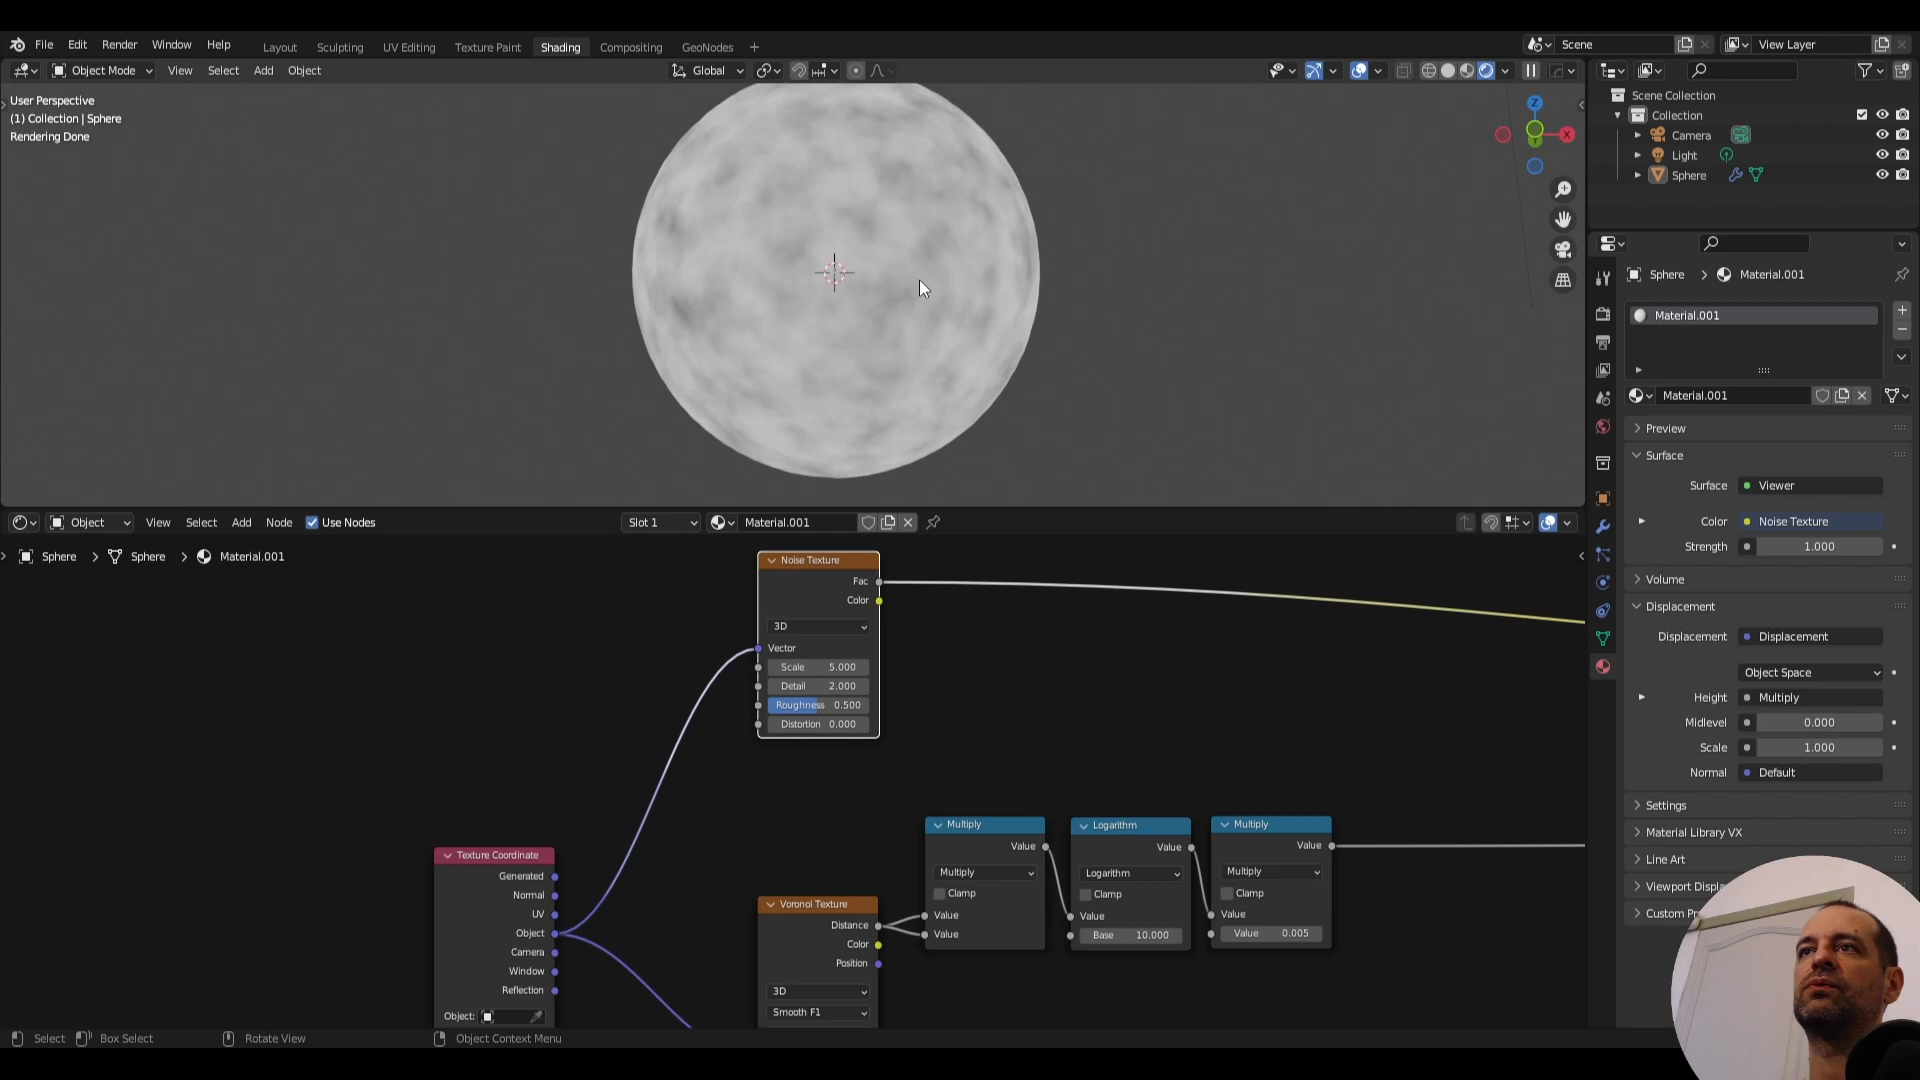 File Edit Render Window Help
Layout Sculpting UV Editing Texture Paint Shading Compositing GeoNodes +
Scene
View Layer
Object Mode View Select Add Object
Global
User Perspective
(1) Collection | Sphere
Rendering Done
Z
X
Y
Scene Collection
Collection
Camera
Light
Sphere
Sphere > Material.001
Material.001
Material.001
Preview
Surface
Surface Viewer
Color Noise Texture
Strength 1.000
Volume
Displacement
Displacement Displacement
Object Space
Height Multiply
Midlevel 0.000
Scale 1.000
Normal Default
Settings
Material Library VX
Line Art
Viewport Displa
Custom Pr
Object View Select Add Node Use Nodes
Slot 1
Material.001
Sphere > Sphere > Material.001
Noise Texture
Fac
Color
3D
Vector
Scale 5.000
Detail 2.000
Roughness 0.500
Distortion 0.000
Texture Coordinate
Generated
Normal
UV
Object
Camera
Window
Reflection
Object:
Voronoi Texture
Distance
Color
Position
3D
Smooth F1
Multiply
Value
Multiply
Clamp
Value
Value
Logarithm
Value
Logarithm
Clamp
Value
Base 10.000
Multiply
Value
Multiply
Clamp
Value
Value 0.005
Select Box Select Rotate View Object Context Menu